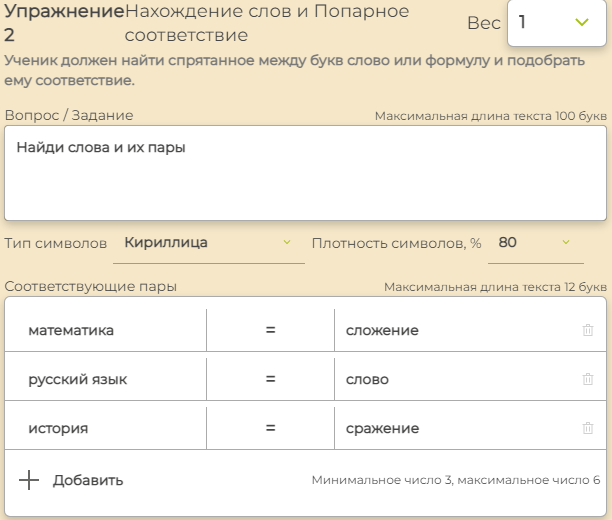 Упражнение 2 Нахождение слов и Попарное соответствие Вес 1
Ученик должен найти спрятанное между букв слово или формулу и подобрать
ему соответствие.
Вопрос / Задание Максимальная длина текста 100 букв
Найди слова и их пары
Тип символов Кириллица Плотность символов, % 80
Соответствующие пары Максимальная длина текста 12 букв
математика = сложение
русский язык = слово
история = сражение
Добавить Минимальное число 3, максимальное число 6